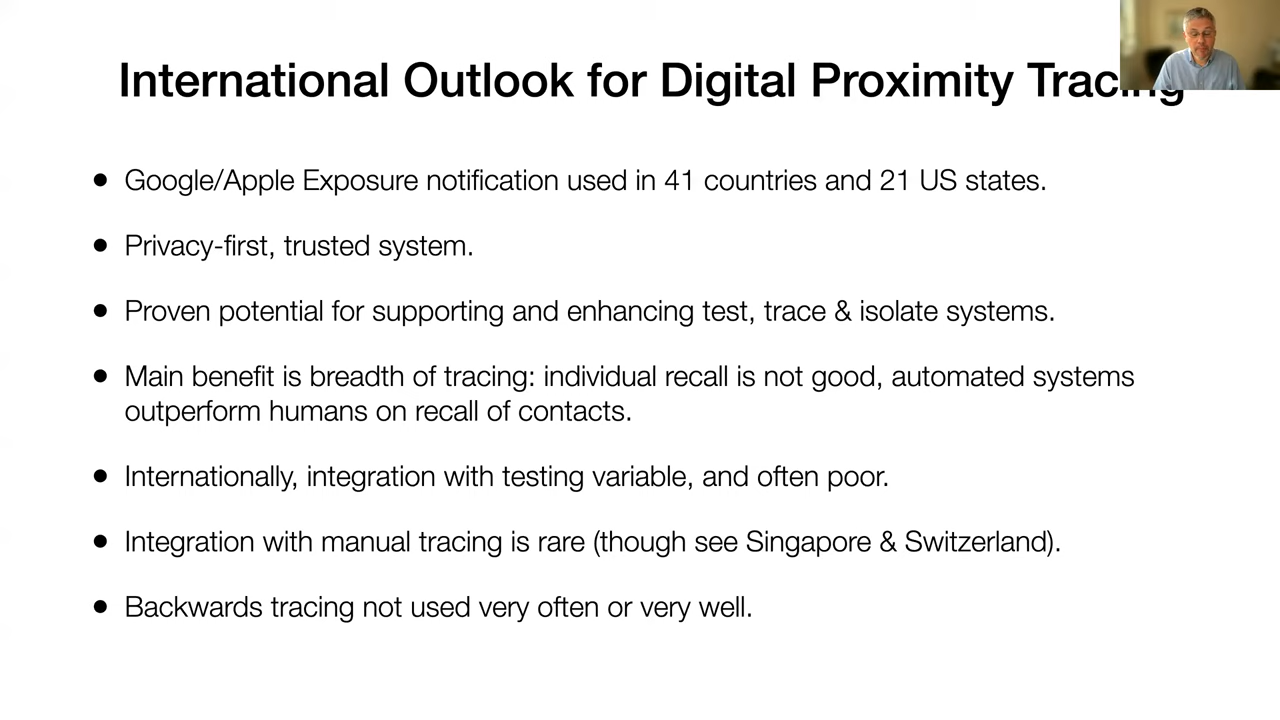 International Outlook for Digital Proximity Tracing
● Google/Apple Exposure notification used in 41 countries and 21 US states.
● Privacy-first, trusted system.
● Proven potential for supporting and enhancing test, trace & isolate systems.
● Main benefit is breadth of tracing: individual recall is not good, automated systems
outperform humans on recall of contacts.
● Internationally, integration with testing variable, and often poor.
● Integration with manual tracing is rare (though see Singapore & Switzerland).
● Backwards tracing not used very often or very well.